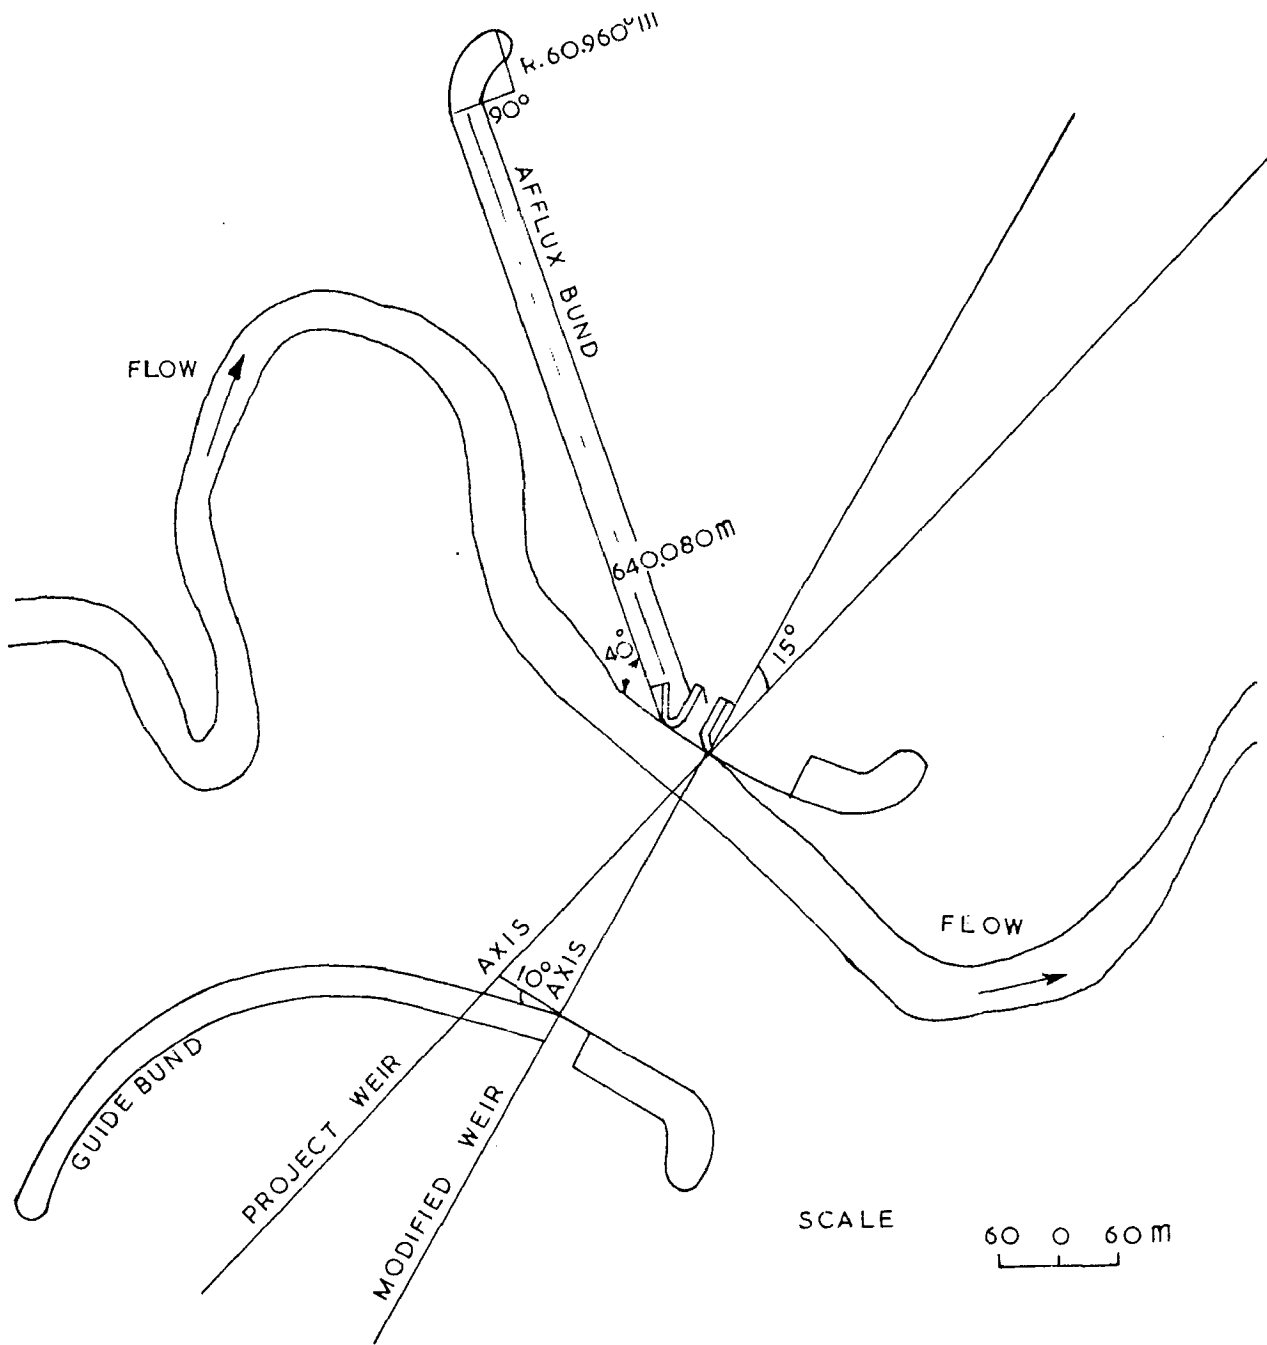 R.60.960 m
90°
AFFLUX BUND
FLOW
640.080m
40°
15°
FLOW
10°
PROJECT WEIR AXIS
MODIFIED WEIR AXIS
GUIDE BUND
SCALE
60 0 60m